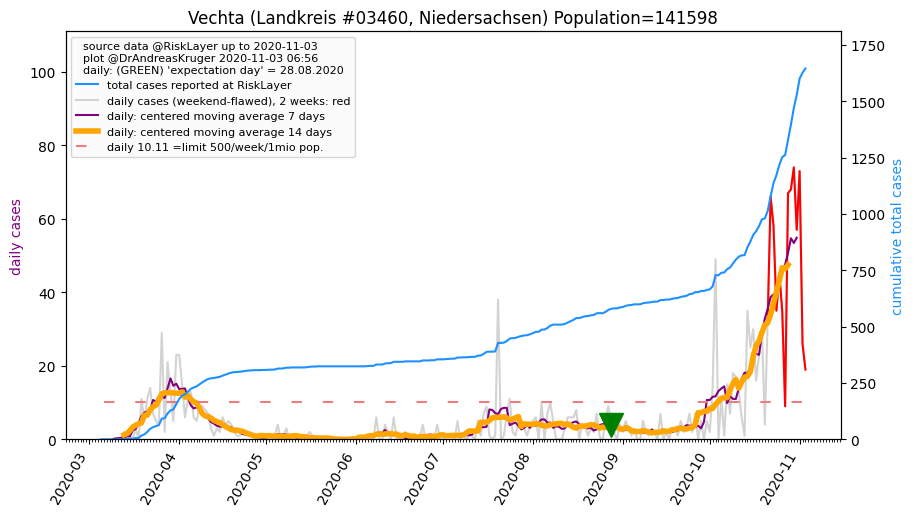 Vechta (Landkreis #03460, Niedersachsen) Population=141598
source data @RiskLayer up to 2020-11-03
plot @DrAndreasKruger 2020-11-03 06:56
daily: (GREEN) 'expectation day' = 28.08.2020
total cases reported at RiskLayer
daily cases (weekend-flawed), 2 weeks: red
daily: centered moving average 7 days
daily: centered moving average 14 days
daily 10.11 =limit 500/week/1mio pop.
daily cases
100
80
60
40
20
0
cumulative total cases
1750
1500
1250
1000
750
500
250
0
2020-03
2020-04
2020-05
2020-06
2020-07
2020-08
2020-09
2020-10
2020-11